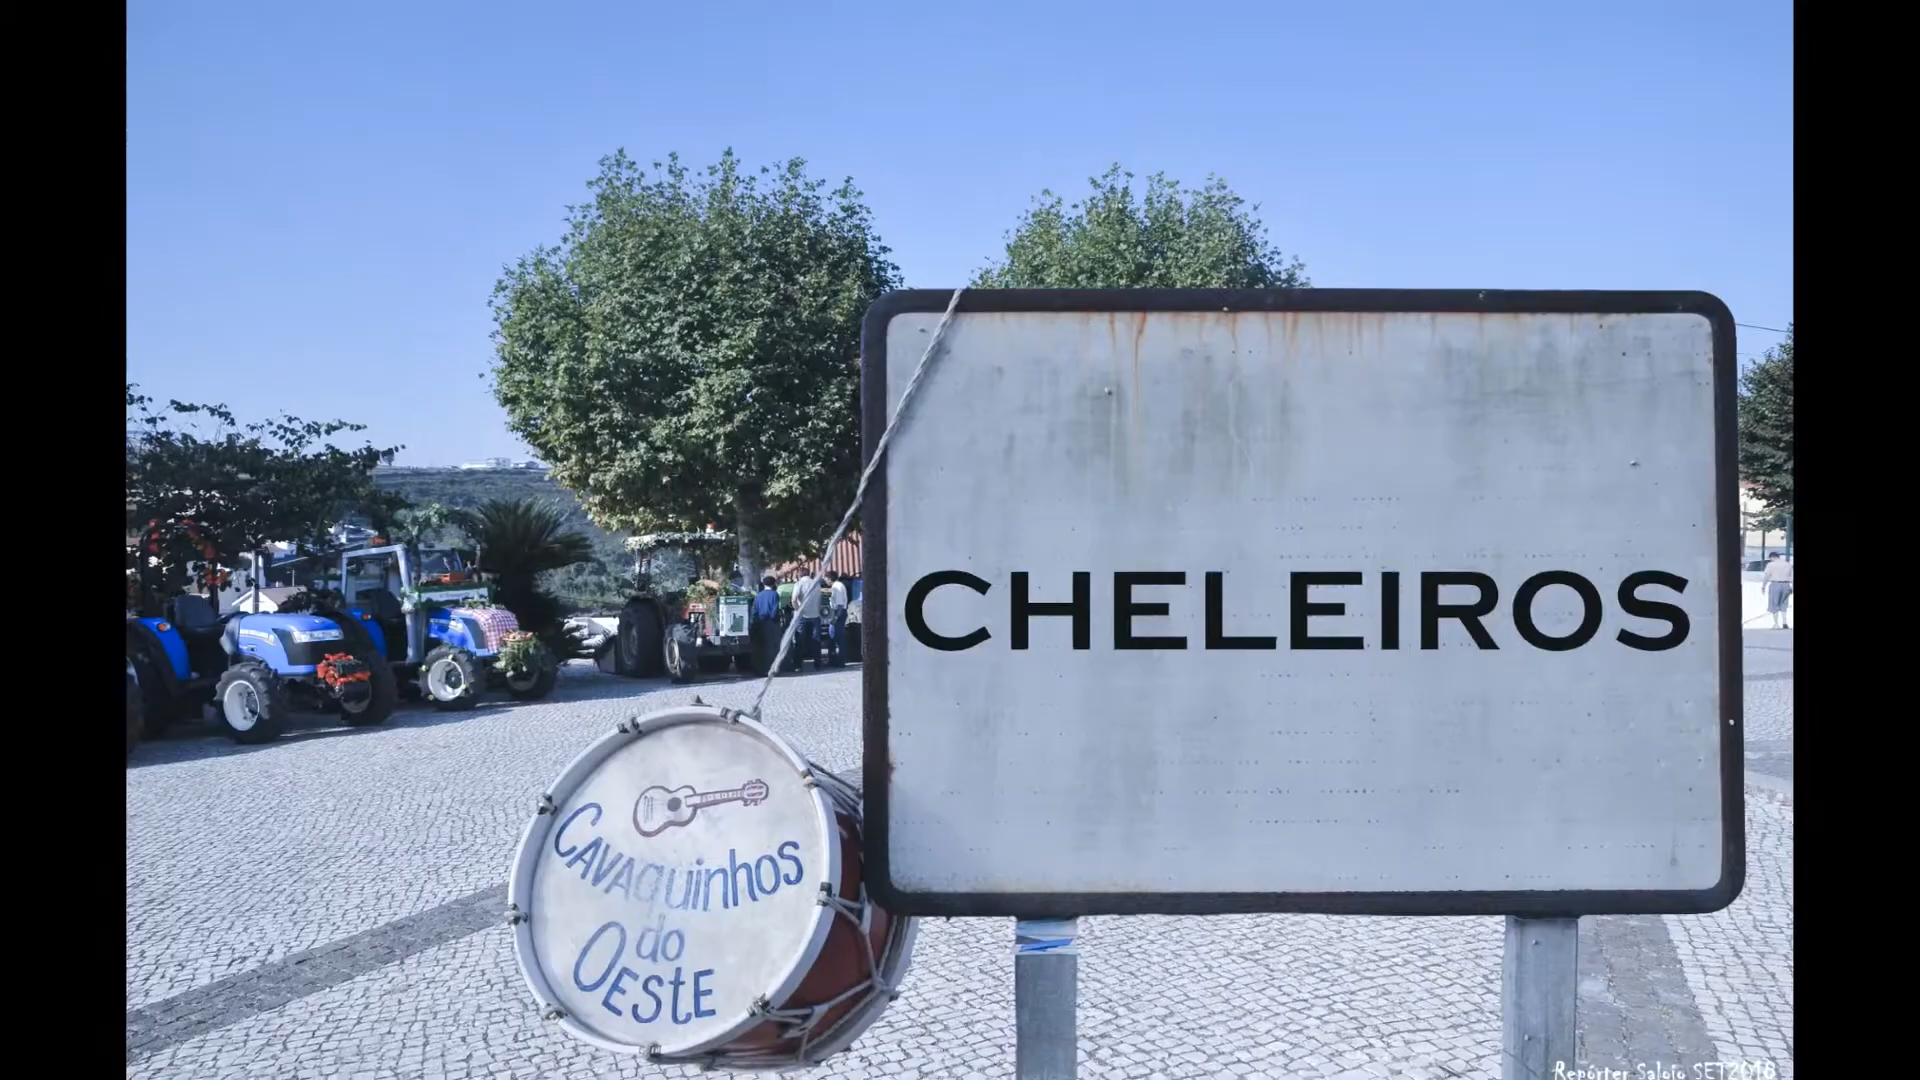 CHELEIROS
CAVAquinhos
do
OEStE
Repórter Saloio SET2018